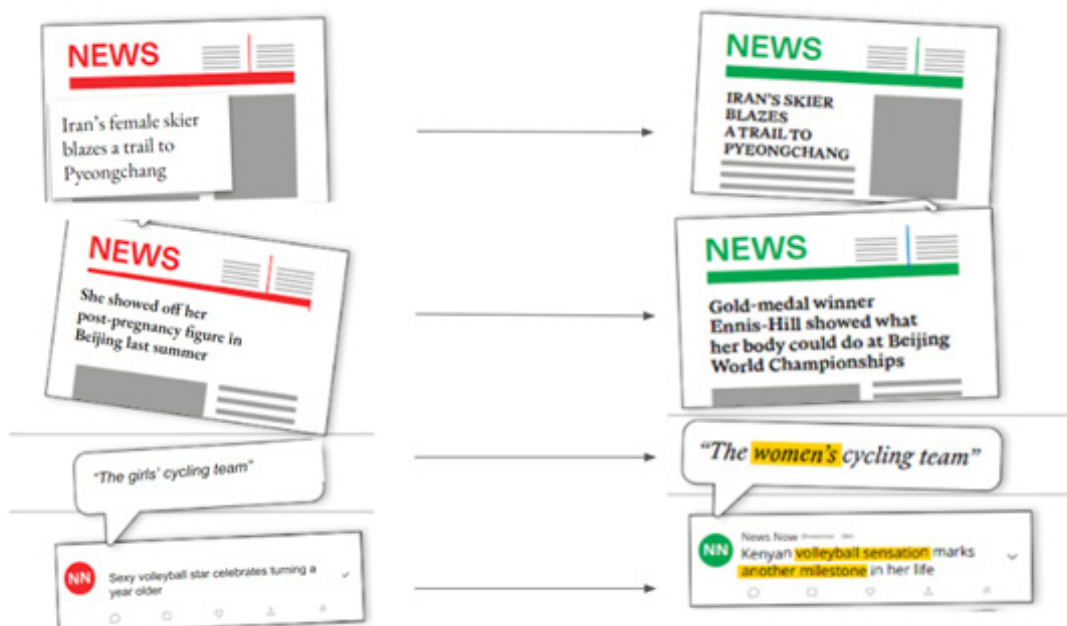 NEWS
Iran's female skier
blazes a trail to
Pyeongchang
NEWS
IRAN'S SKIER
BLAZES
A TRAIL TO
PYEONGCHANG
NEWS
She showed off her
post-pregnancy figure in
Beijing last summer
NEWS
Gold-medal winner
Ennis-Hill showed what
her body could do at Beijing
World Championships
"The girls' cycling team"
"The women's cycling team"
NN
Sexy volleyball star celebrates turning a
year older
NN
News Now
Kenyan volleyball sensation marks
another milestone in her life